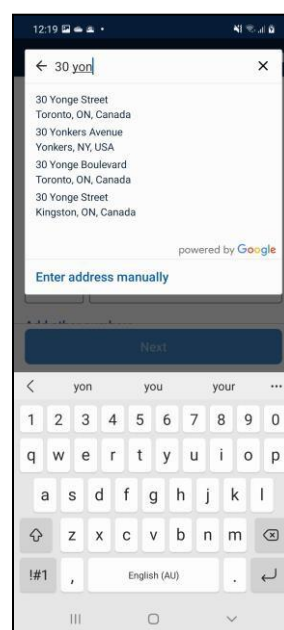 12:19
30 yon
30 Yonge Street
Toronto, ON, Canada
30 Yonkers Avenue
Yonkers, NY, USA
30 Yonge Boulevard
Toronto, ON, Canada
30 Yonge Street
Kingston, ON, Canada
powered by Google
Enter address manually
Next
yon you your
1 2 3 4 5 6 7 8 9 0
q w e r t y u i o p
a s d f g h j k l
z x c v b n m
!#1 , English (AU) .